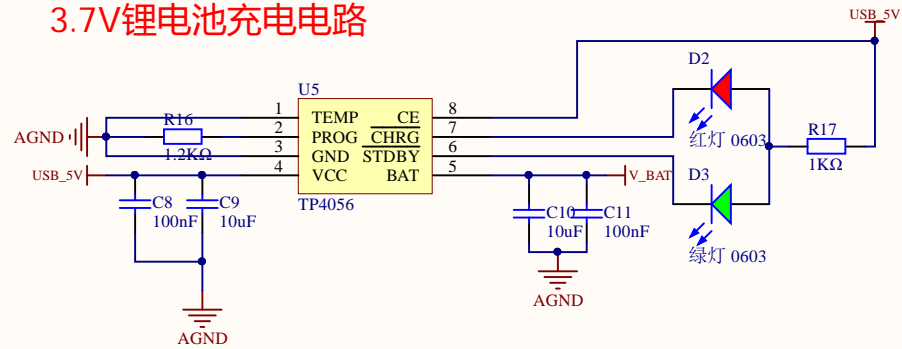 3.7V锂电池充电电路
USB_5V
D2
U5
1
TEMP
CE
8
R16
2
PROG
CHRG
7
AGND
3
GND
STDBY
6
1.2KΩ
红灯 0603
R17
1KΩ
USB_5V
4
VCC
BAT
5
V_BAT
D3
TP4056
C8
100nF
C9
10uF
C10
10uF
C11
100nF
绿灯 0603
AGND
AGND